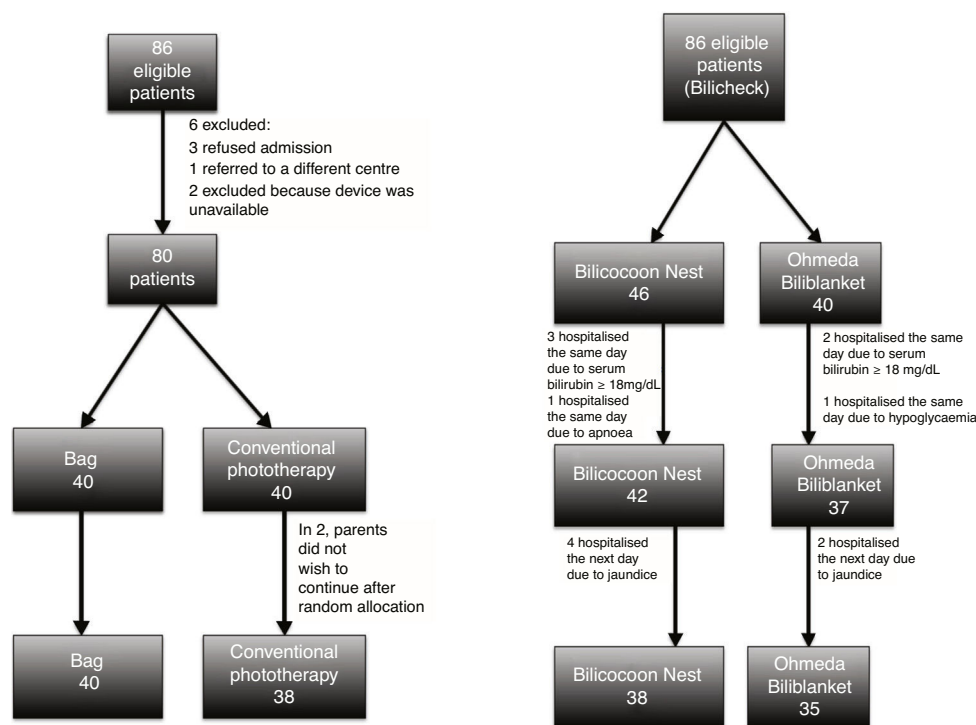 86
eligible
patients
6 excluded:
3 refused admission
1 referred to a different centre
2 excluded because device was
unavailable
80
patients
Bag
40
Conventional
phototherapy
40
In 2, parents
did not
wish to
continue after
random allocation
Bag
40
Conventional
phototherapy
38
86 eligible
patients
(Bilicheck)
Bilicocoon Nest
46
Ohmeda
Biliblanket
40
3 hospitalised
the same day
due to serum
bilirubin ≥ 18mg/dL
1 hospitalised
the same day
due to apnoea
2 hospitalised the same
day due to serum
bilirubin ≥ 18 mg/dL
1 hospitalised the same
day due to hypoglycaemia
Bilicocoon Nest
42
Ohmeda
Biliblanket
37
4 hospitalised
the next day
due to jaundice
2 hospitalised
the next day due
to jaundice
Bilicocoon Nest
38
Ohmeda
Biliblanket
35